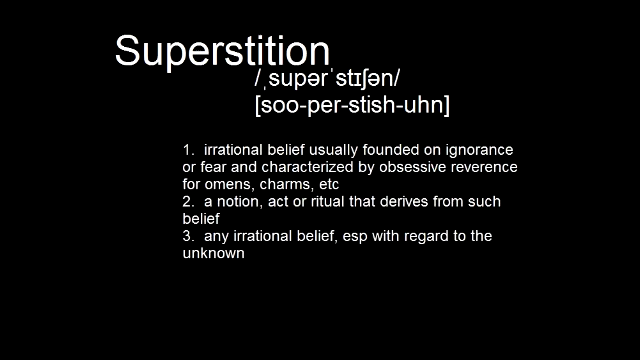 Superstition
/ˌsupərˈstɪʃən/
[soo-per-stish-uhn]
1. irrational belief usually founded on ignorance
or fear and characterized by obsessive reverence
for omens, charms, etc
2. a notion, act or ritual that derives from such
belief
3. any irrational belief, esp with regard to the
unknown